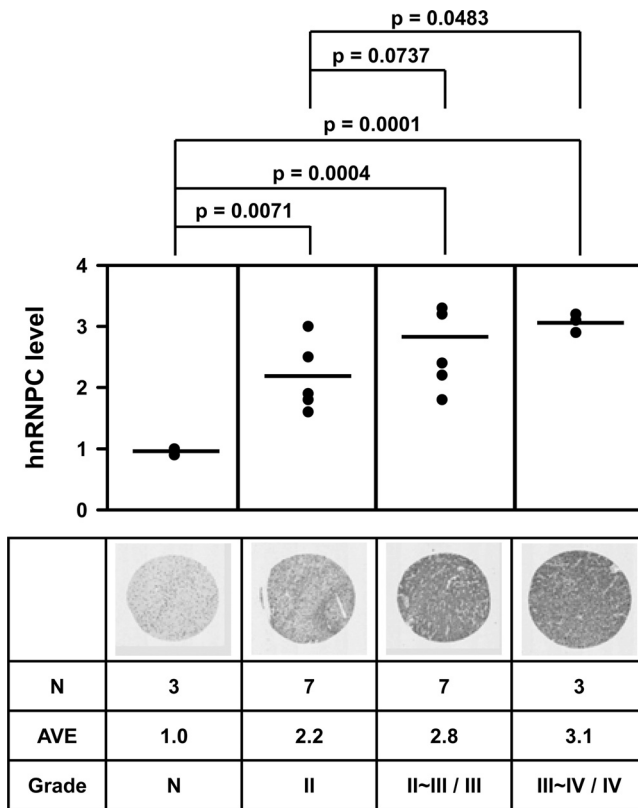 p = 0.0483
p = 0.0737
p = 0.0001
p = 0.0004
p = 0.0071
hnRNPC level
4
3
2
1
0
N 3 7 7 3
AVE 1.0 2.2 2.8 3.1
Grade N II II~III / III III~IV / IV